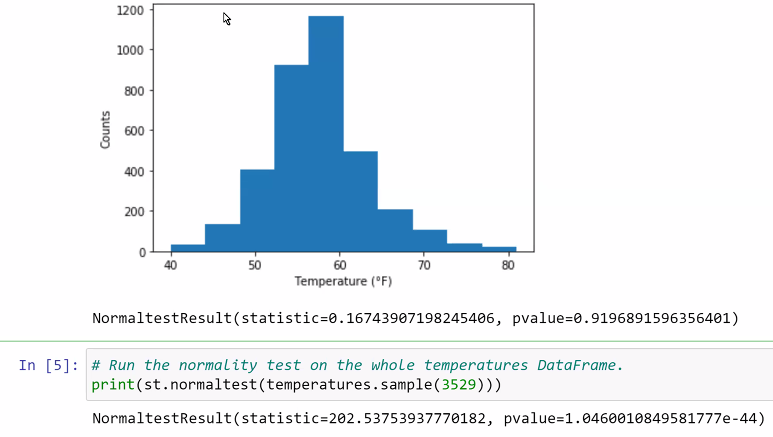 1200
1000
800
600
400
200
0
Counts
40 50 60 70 80
Temperature (°F)
NormaltestResult(statistic=0.16743907198245406, pvalue=0.9196891596356401)
In [5]: # Run the normality test on the whole temperatures DataFrame.
print(st.normaltest(temperatures.sample(3529)))
NormaltestResult(statistic=202.53753937770182, pvalue=1.0460010849581777e-44)